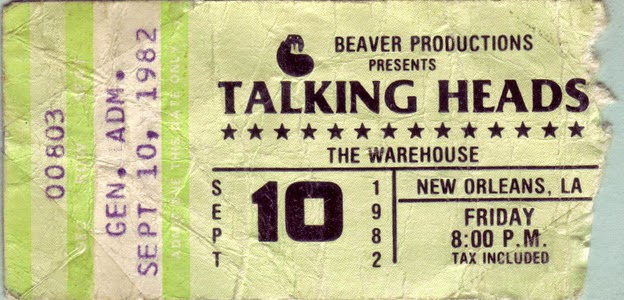 00803
GEN. ADM.
SEPT 10, 1982
BEAVER PRODUCTIONS
PRESENTS
TALKING HEADS
THE WAREHOUSE
SEPT
10
1982
NEW ORLEANS, LA
FRIDAY
8:00 P.M.
TAX INCLUDED